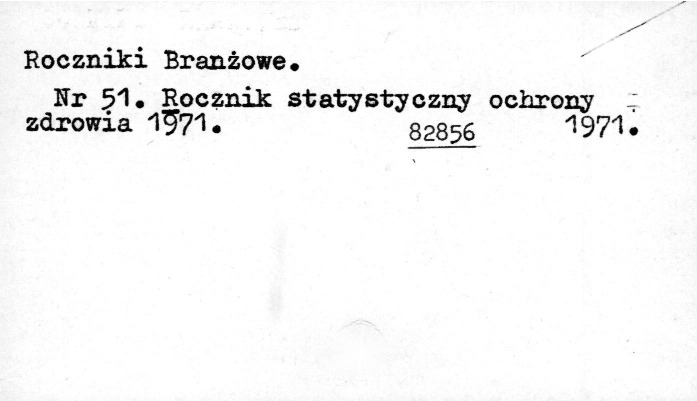 Roczniki Branżowe.
Nr 51. Rocznik statystyczny ochrony
zdrowia 1971. 82856 1971.